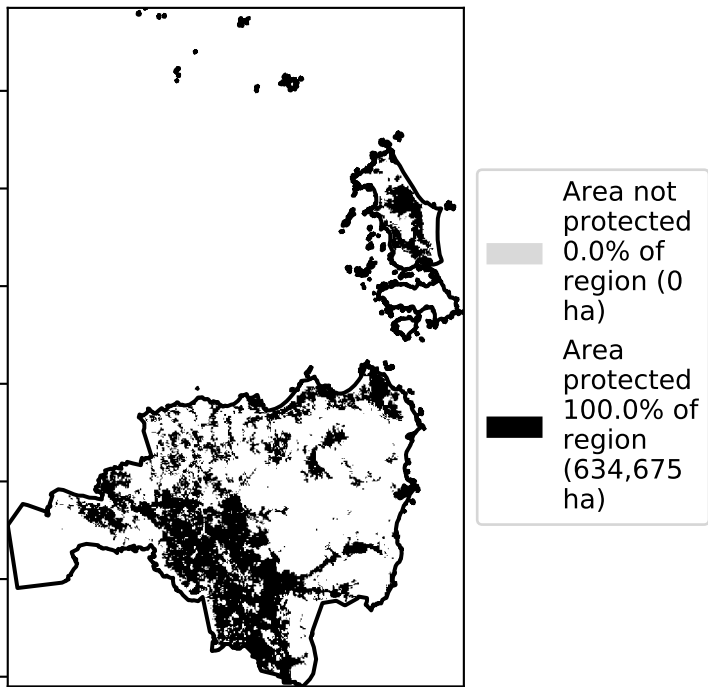 Area not
protected
0.0% of
region (0
ha)
Area
protected
100.0% of
region
(634,675
ha)